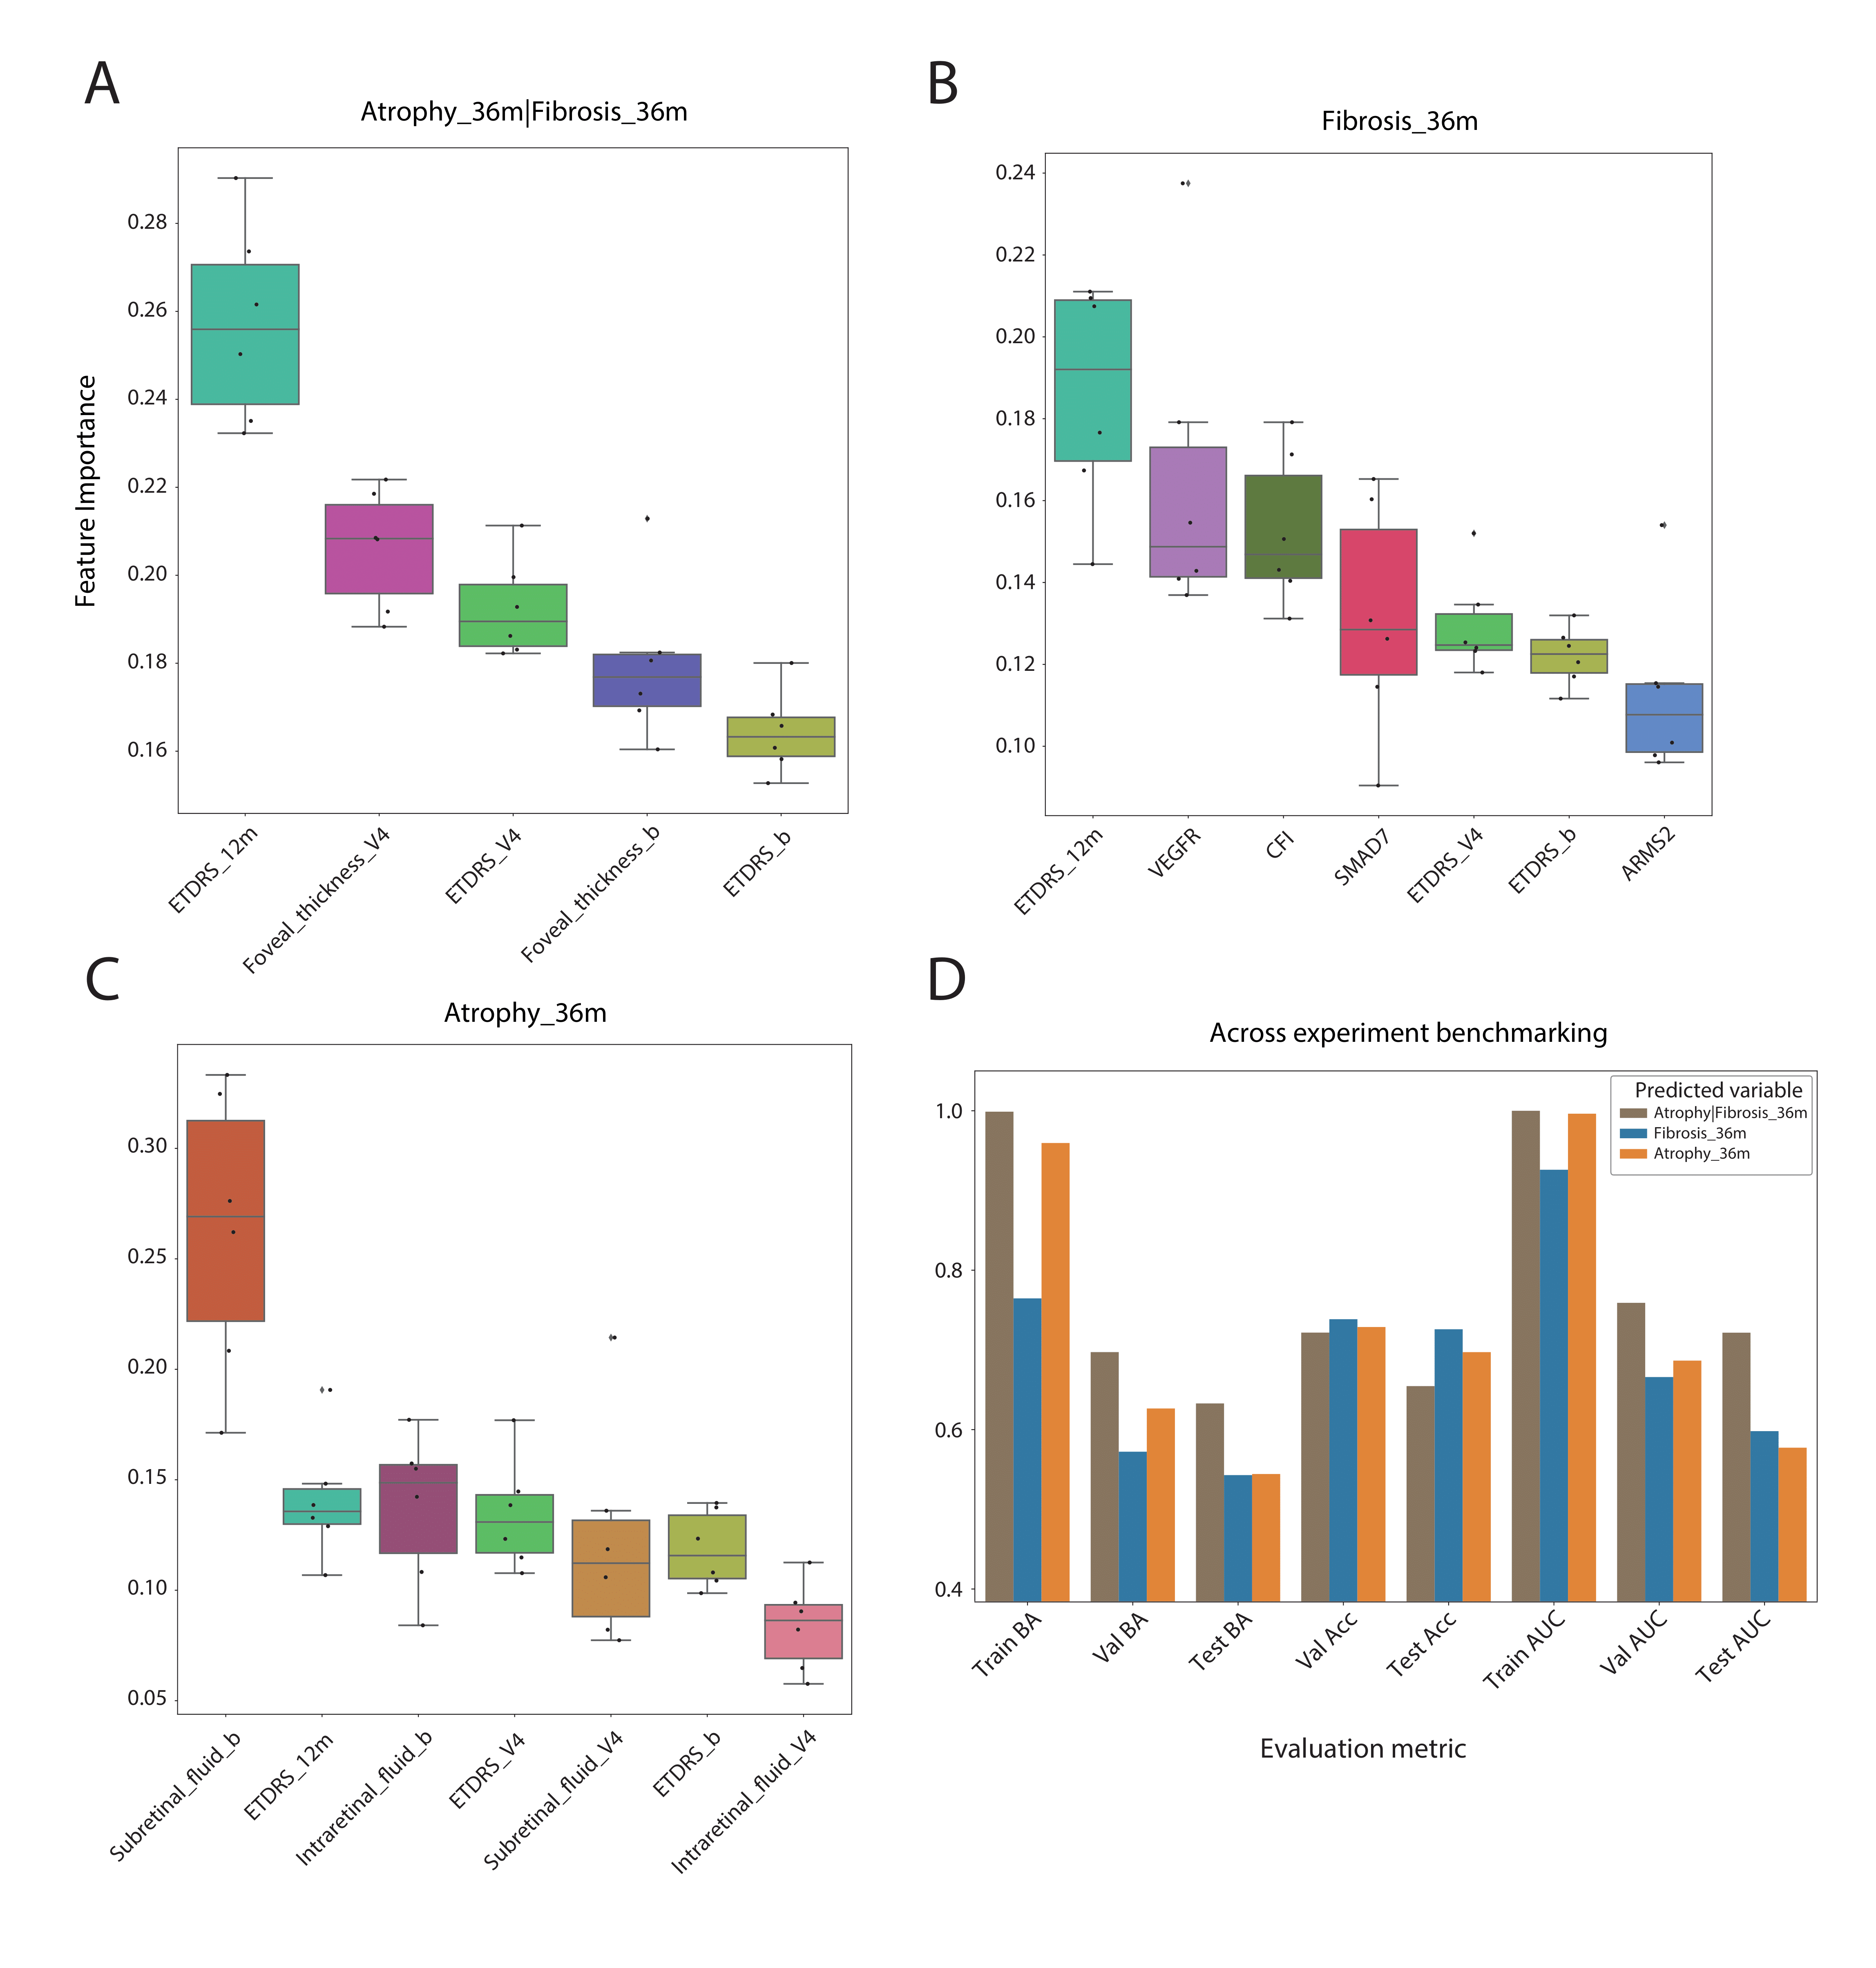 A
Atrophy_36m|Fibrosis_36m
Feature Importance
0.28
0.26
0.24
0.22
0.20
0.18
0.16
ETDRS_12m
Foveal_thickness_V4
ETDRS_V4
Foveal_thickness_b
ETDRS_b
B
Fibrosis_36m
0.24
0.22
0.20
0.18
0.16
0.14
0.12
0.10
ETDRS_12m
VEGFR
CFI
SMAD7
ETDRS_V4
ETDRS_b
ARMS2
C
Atrophy_36m
0.30
0.25
0.20
0.15
0.10
0.05
Subretinal_fluid_b
ETDRS_12m
Intraretinal_fluid_b
ETDRS_V4
Subretinal_fluid_V4
ETDRS_b
Intraretinal_fluid_V4
D
Across experiment benchmarking
1.0
0.8
0.6
0.4
Predicted variable
Atrophy|Fibrosis_36m
Fibrosis_36m
Atrophy_36m
Train BA
Val BA
Test BA
Val Acc
Test Acc
Train AUC
Val AUC
Test AUC
Evaluation metric